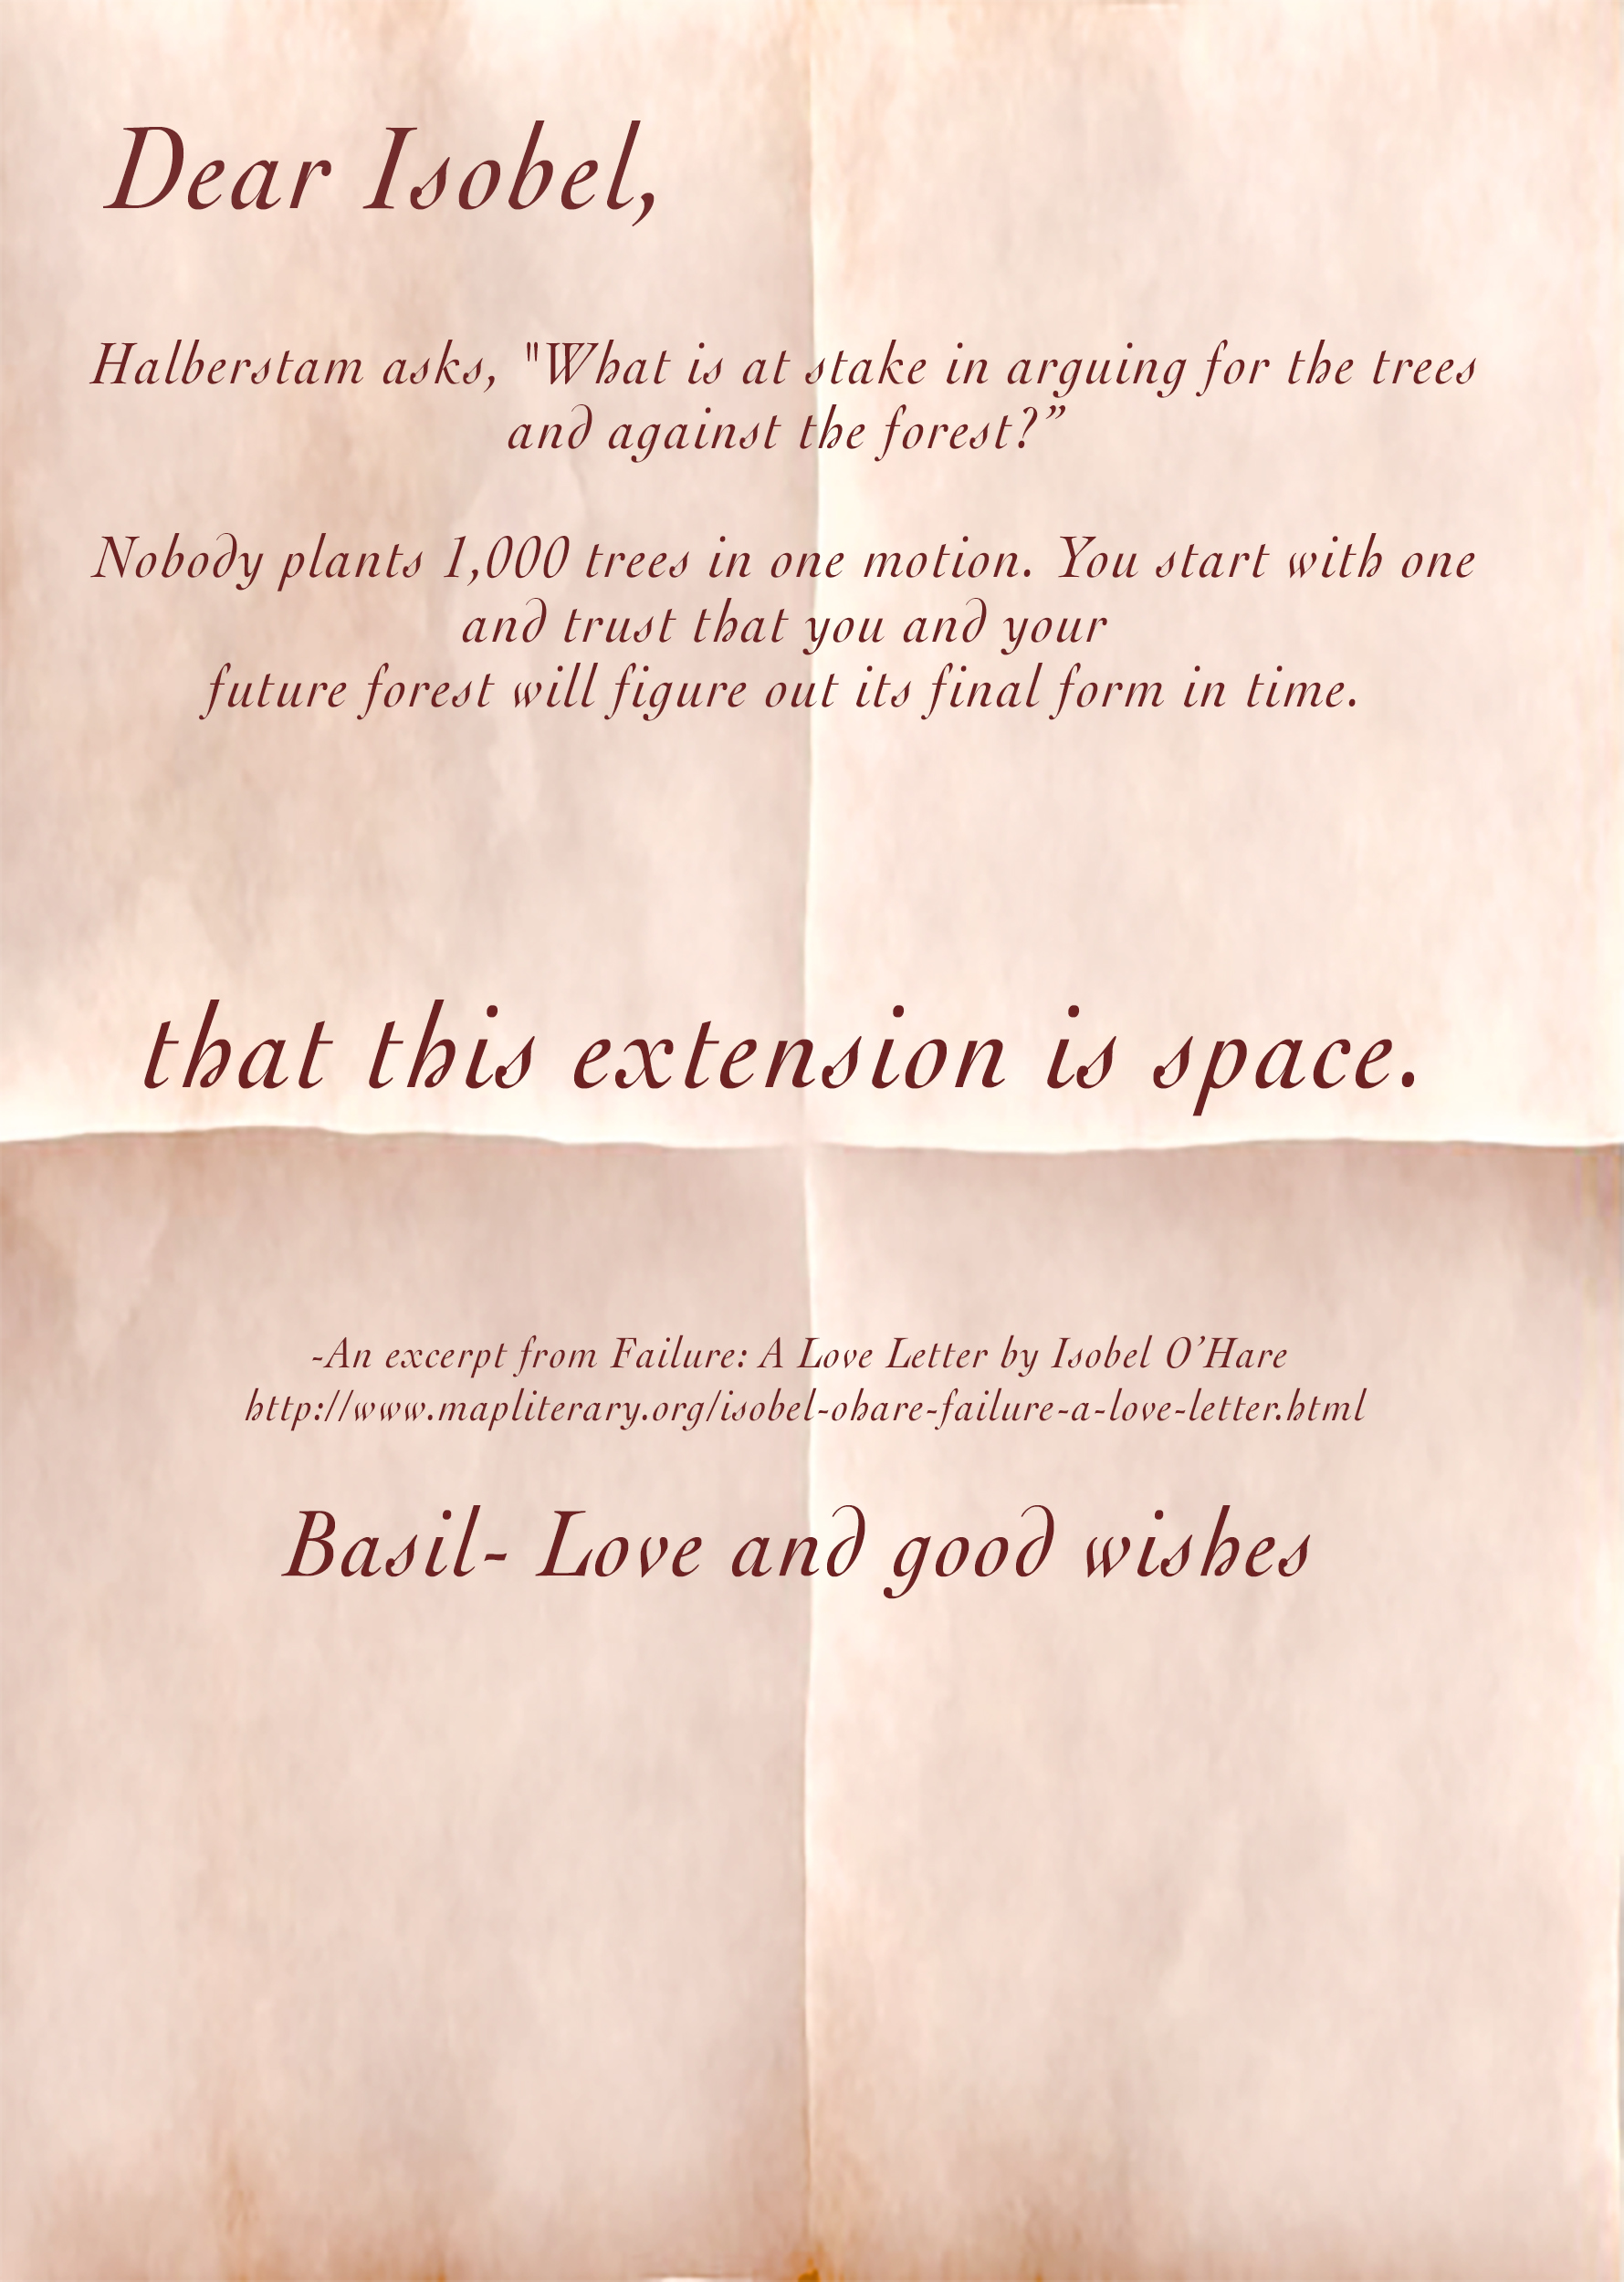 Dear Isobel,
Halberstam asks, "What is at stake in arguing for the trees
and against the forest?”
Nobody plants 1,000 trees in one motion. You start with one
and trust that you and your
future forest will figure out its final form in time.
that this extension is space.
-An excerpt from Failure: A Love Letter by Isobel O’Hare
http://www.mapliterary.org/isobel-ohare-failure-a-love-letter.html
Basil- Love and good wishes